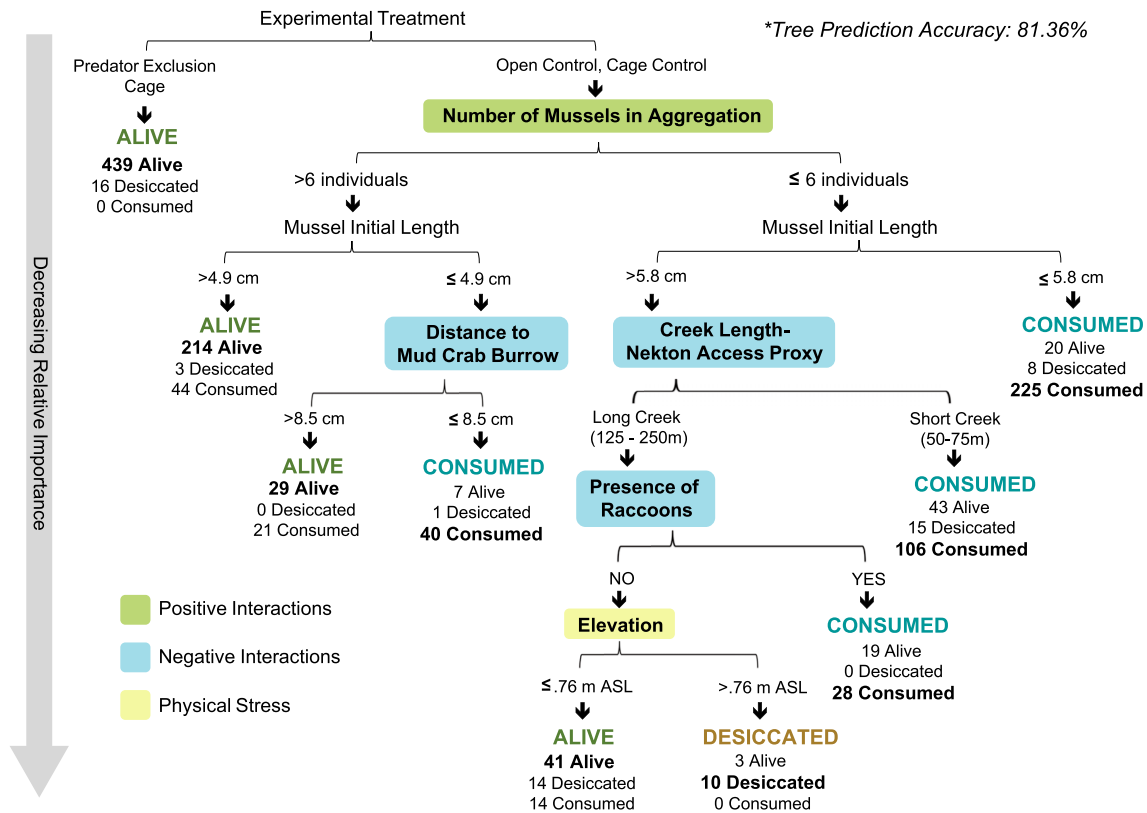 Experimental Treatment
*Tree Prediction Accuracy: 81.36%
Predator Exclusion
Cage
Open Control, Cage Control
ALIVE
439 Alive
16 Desiccated
0 Consumed
Number of Mussels in Aggregation
>6 individuals
≤ 6 individuals
Mussel Initial Length
Mussel Initial Length
>4.9 cm
≤ 4.9 cm
>5.8 cm
≤ 5.8 cm
ALIVE
214 Alive
3 Desiccated
44 Consumed
Distance to
Mud Crab Burrow
Creek Length-
Nekton Access Proxy
CONSUMED
20 Alive
8 Desiccated
225 Consumed
>8.5 cm
≤ 8.5 cm
Long Creek
(125 - 250m)
Short Creek
(50-75m)
ALIVE
29 Alive
0 Desiccated
21 Consumed
CONSUMED
7 Alive
1 Desiccated
40 Consumed
Presence of
Raccoons
CONSUMED
43 Alive
15 Desiccated
106 Consumed
NO
YES
Elevation
CONSUMED
19 Alive
0 Desiccated
28 Consumed
≤ .76 m ASL
>.76 m ASL
ALIVE
41 Alive
14 Desiccated
14 Consumed
DESICCATED
3 Alive
10 Desiccated
0 Consumed
Decreasing Relative Importance
Positive Interactions
Negative Interactions
Physical Stress